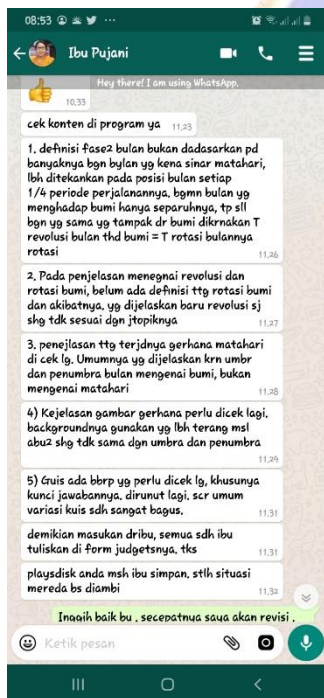 08:53
Ibu Pujani
Hey there! I am using WhatsApp.
10.33
cek konten di program ya 11.23
1. definisi fase2 bulan bukan dadasarkan pd
banyaknya bgn bylan yg kena sinar matahari,
lbh ditekankan pada posisi bulan setiap
1/4 periode perjalanannya, bgmn bulan yg
menghadap bumi hanya separuhnya, tp sll
bgn yg sama yg tampak dr bumi dikrnakan T
revolusi bulan thd bumi = T rotasi bulannya
rotasi 11.26
2. Pada penjelasan menegnai revolusi dan
rotasi bumi, belum ada definisi ttg rotasi bumi
dan akibatnya. yg dijelaskan baru revolusi sj
shg tdk sesuai dgn jtopiknya 11.27
3. penejlasan ttg terjdnya gerhana matahari
di cek lg. Umumnya yg dijelaskan krn umbr
dan penumbra bulan mengenai bumi, bukan
mengenai matahari 11.28
4) Kejelasan gambar gerhana perlu dicek lagi.
backgroundnya gunakan yg lbh terang msl
abu2 shg tdk sama dgn umbra dan penumbra
11.29
5) Guis ada bbrp yg perlu dicek lg, khusunya
kunci jawabannya. dirunut lagi. scr umum
variasi kuis sdh sangat bagus. 11.31
demikian masukan dribu, semua sdh ibu
tuliskan di form judgetsnya. tks 11.31
playsdisk anda msh ibu simpan, stlh situasi
mereda bs diambi 11.32
Inggih baik bu , secepatnya saya akan revisi .
Ketik pesan